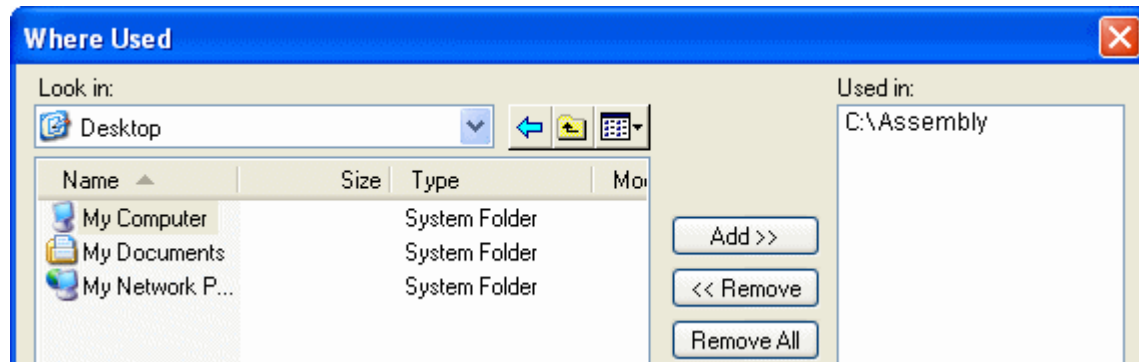 Where Used
Look in:
Desktop
Name Size Type Mo
My Computer System Folder
My Documents System Folder
My Network P... System Folder
Add >>
<< Remove
Remove All
Used in:
C:\Assembly